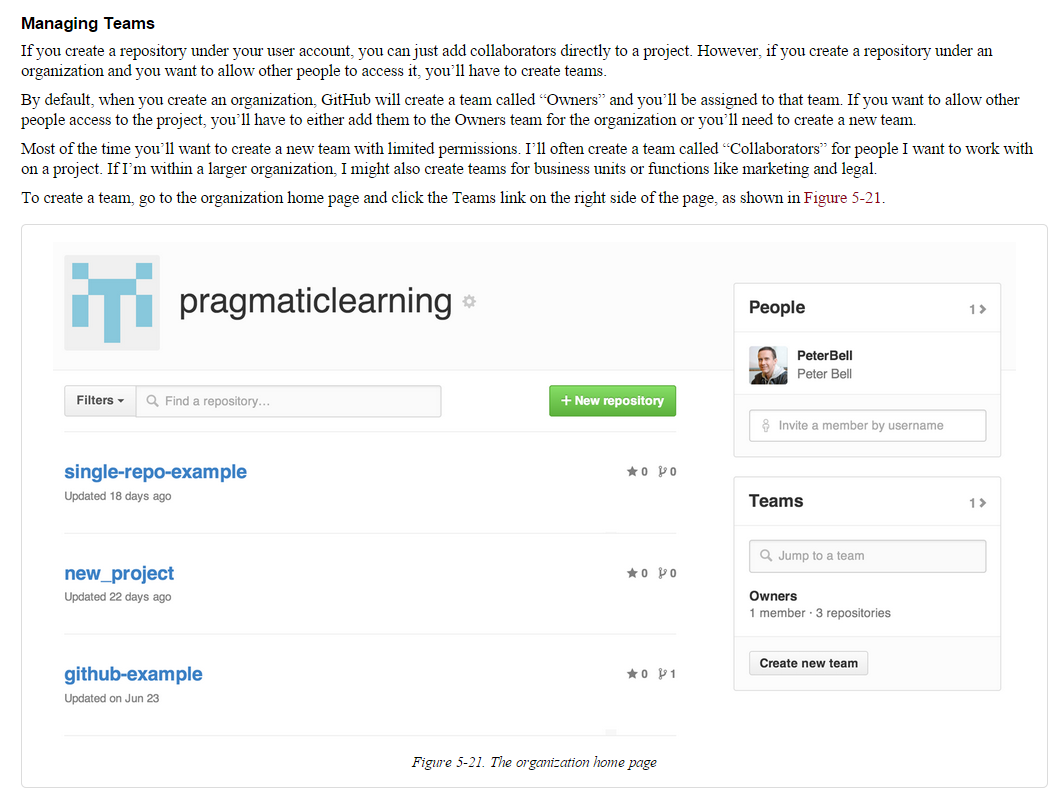 Managing Teams
If you create a repository under your user account, you can just add collaborators directly to a project. However, if you create a repository under an
organization and you want to allow other people to access it, you’ll have to create teams.
By default, when you create an organization, GitHub will create a team called “Owners” and you’ll be assigned to that team. If you want to allow other
people access to the project, you’ll have to either add them to the Owners team for the organization or you’ll need to create a new team.
Most of the time you’ll want to create a new team with limited permissions. I’ll often create a team called “Collaborators” for people I want to work with
on a project. If I’m within a larger organization, I might also create teams for business units or functions like marketing and legal.
To create a team, go to the organization home page and click the Teams link on the right side of the page, as shown in Figure 5-21.
pragmaticlearning
Filters
Find a repository...
+ New repository
single-repo-example
0 0
Updated 18 days ago
new_project
0 0
Updated 22 days ago
github-example
0 1
Updated on Jun 23
People
1
PeterBell
Peter Bell
Invite a member by username
Teams
1
Jump to a team
Owners
1 member · 3 repositories
Create new team
Figure 5-21. The organization home page